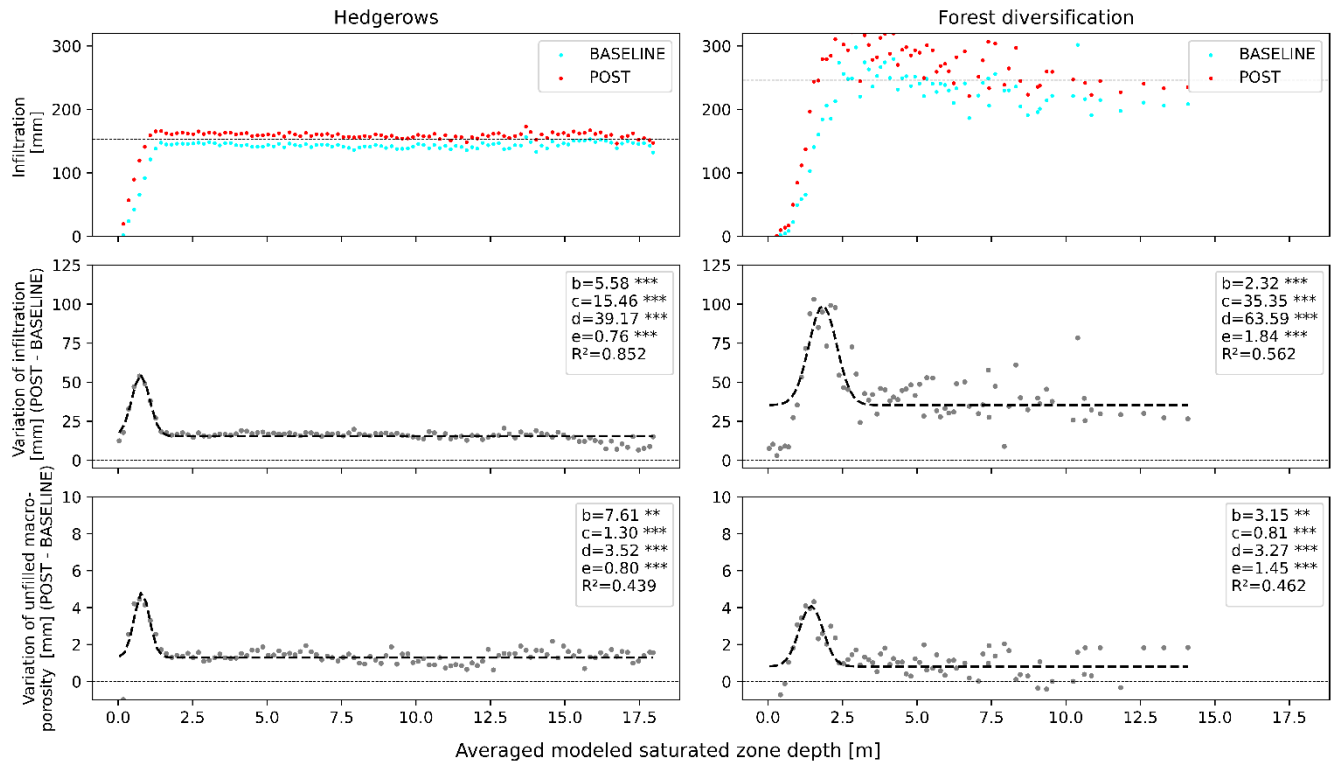 Hedgerows
Forest diversification
Infiltration
[mm]
300
200
100
0
BASELINE
POST
300
200
100
0
BASELINE
POST
Variation of infiltration
[mm] (POST - BASELINE)
125
100
75
50
25
0
b=5.58 ***
c=15.46 ***
d=39.17 ***
e=0.76 ***
R²=0.852
125
100
75
50
25
0
b=2.32 ***
c=35.35 ***
d=63.59 ***
e=1.84 ***
R²=0.562
Variation of unfilled macro-
porosity [mm] (POST - BASELINE)
10
8
6
4
2
0
b=7.61 **
c=1.30 ***
d=3.52 ***
e=0.80 ***
R²=0.439
10
8
6
4
2
0
b=3.15 **
c=0.81 ***
d=3.27 ***
e=1.45 ***
R²=0.462
0.0 2.5 5.0 7.5 10.0 12.5 15.0 17.5
0.0 2.5 5.0 7.5 10.0 12.5 15.0 17.5
Averaged modeled saturated zone depth [m]